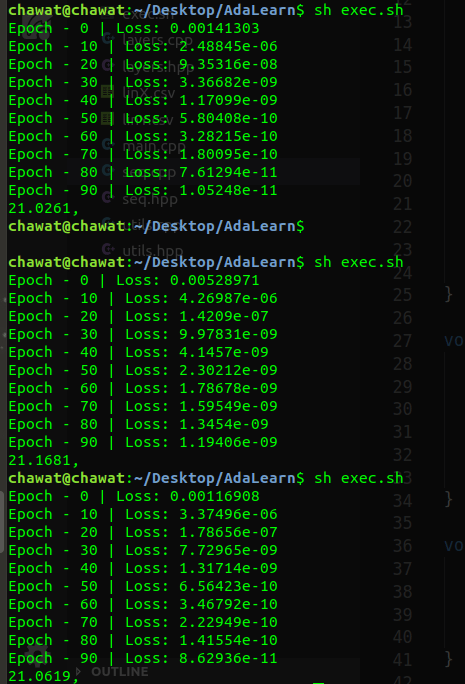 chawat@chawat:~/Desktop/AdaLearn$ sh exec.sh
Epoch - 0 | Loss: 0.00141303
Epoch - 10 | Loss: 2.48845e-06
Epoch - 20 | Loss: 9.35316e-08
Epoch - 30 | Loss: 3.36682e-09
Epoch - 40 | Loss: 1.17099e-09
Epoch - 50 | Loss: 5.80408e-10
Epoch - 60 | Loss: 3.28215e-10
Epoch - 70 | Loss: 1.80095e-10
Epoch - 80 | Loss: 7.61294e-11
Epoch - 90 | Loss: 1.05248e-11
21.0261,
chawat@chawat:~/Desktop/AdaLearn$
chawat@chawat:~/Desktop/AdaLearn$ sh exec.sh
Epoch - 0 | Loss: 0.00528971
Epoch - 10 | Loss: 4.26987e-06
Epoch - 20 | Loss: 1.4209e-07
Epoch - 30 | Loss: 9.97831e-09
Epoch - 40 | Loss: 4.1457e-09
Epoch - 50 | Loss: 2.30212e-09
Epoch - 60 | Loss: 1.78678e-09
Epoch - 70 | Loss: 1.59549e-09
Epoch - 80 | Loss: 1.3454e-09
Epoch - 90 | Loss: 1.19406e-09
21.1681,
chawat@chawat:~/Desktop/AdaLearn$ sh exec.sh
Epoch - 0 | Loss: 0.00116908
Epoch - 10 | Loss: 3.37496e-06
Epoch - 20 | Loss: 1.78656e-07
Epoch - 30 | Loss: 7.72965e-09
Epoch - 40 | Loss: 1.31714e-09
Epoch - 50 | Loss: 6.56423e-10
Epoch - 60 | Loss: 3.46792e-10
Epoch - 70 | Loss: 2.22949e-10
Epoch - 80 | Loss: 1.41554e-10
Epoch - 90 | Loss: 8.62936e-11
21.0619,
exec.sh
layers.cpp
layers.hpp
linX.csv
main.cpp
seq.hpp
utils.hpp
OUTLINE
13
14
15
16
17
18
19
20
21
22
23
24
25 }
26
27 vo
28
29
30
31
32
33
34 }
35
36 vo
37
38
39
40
41 }
42